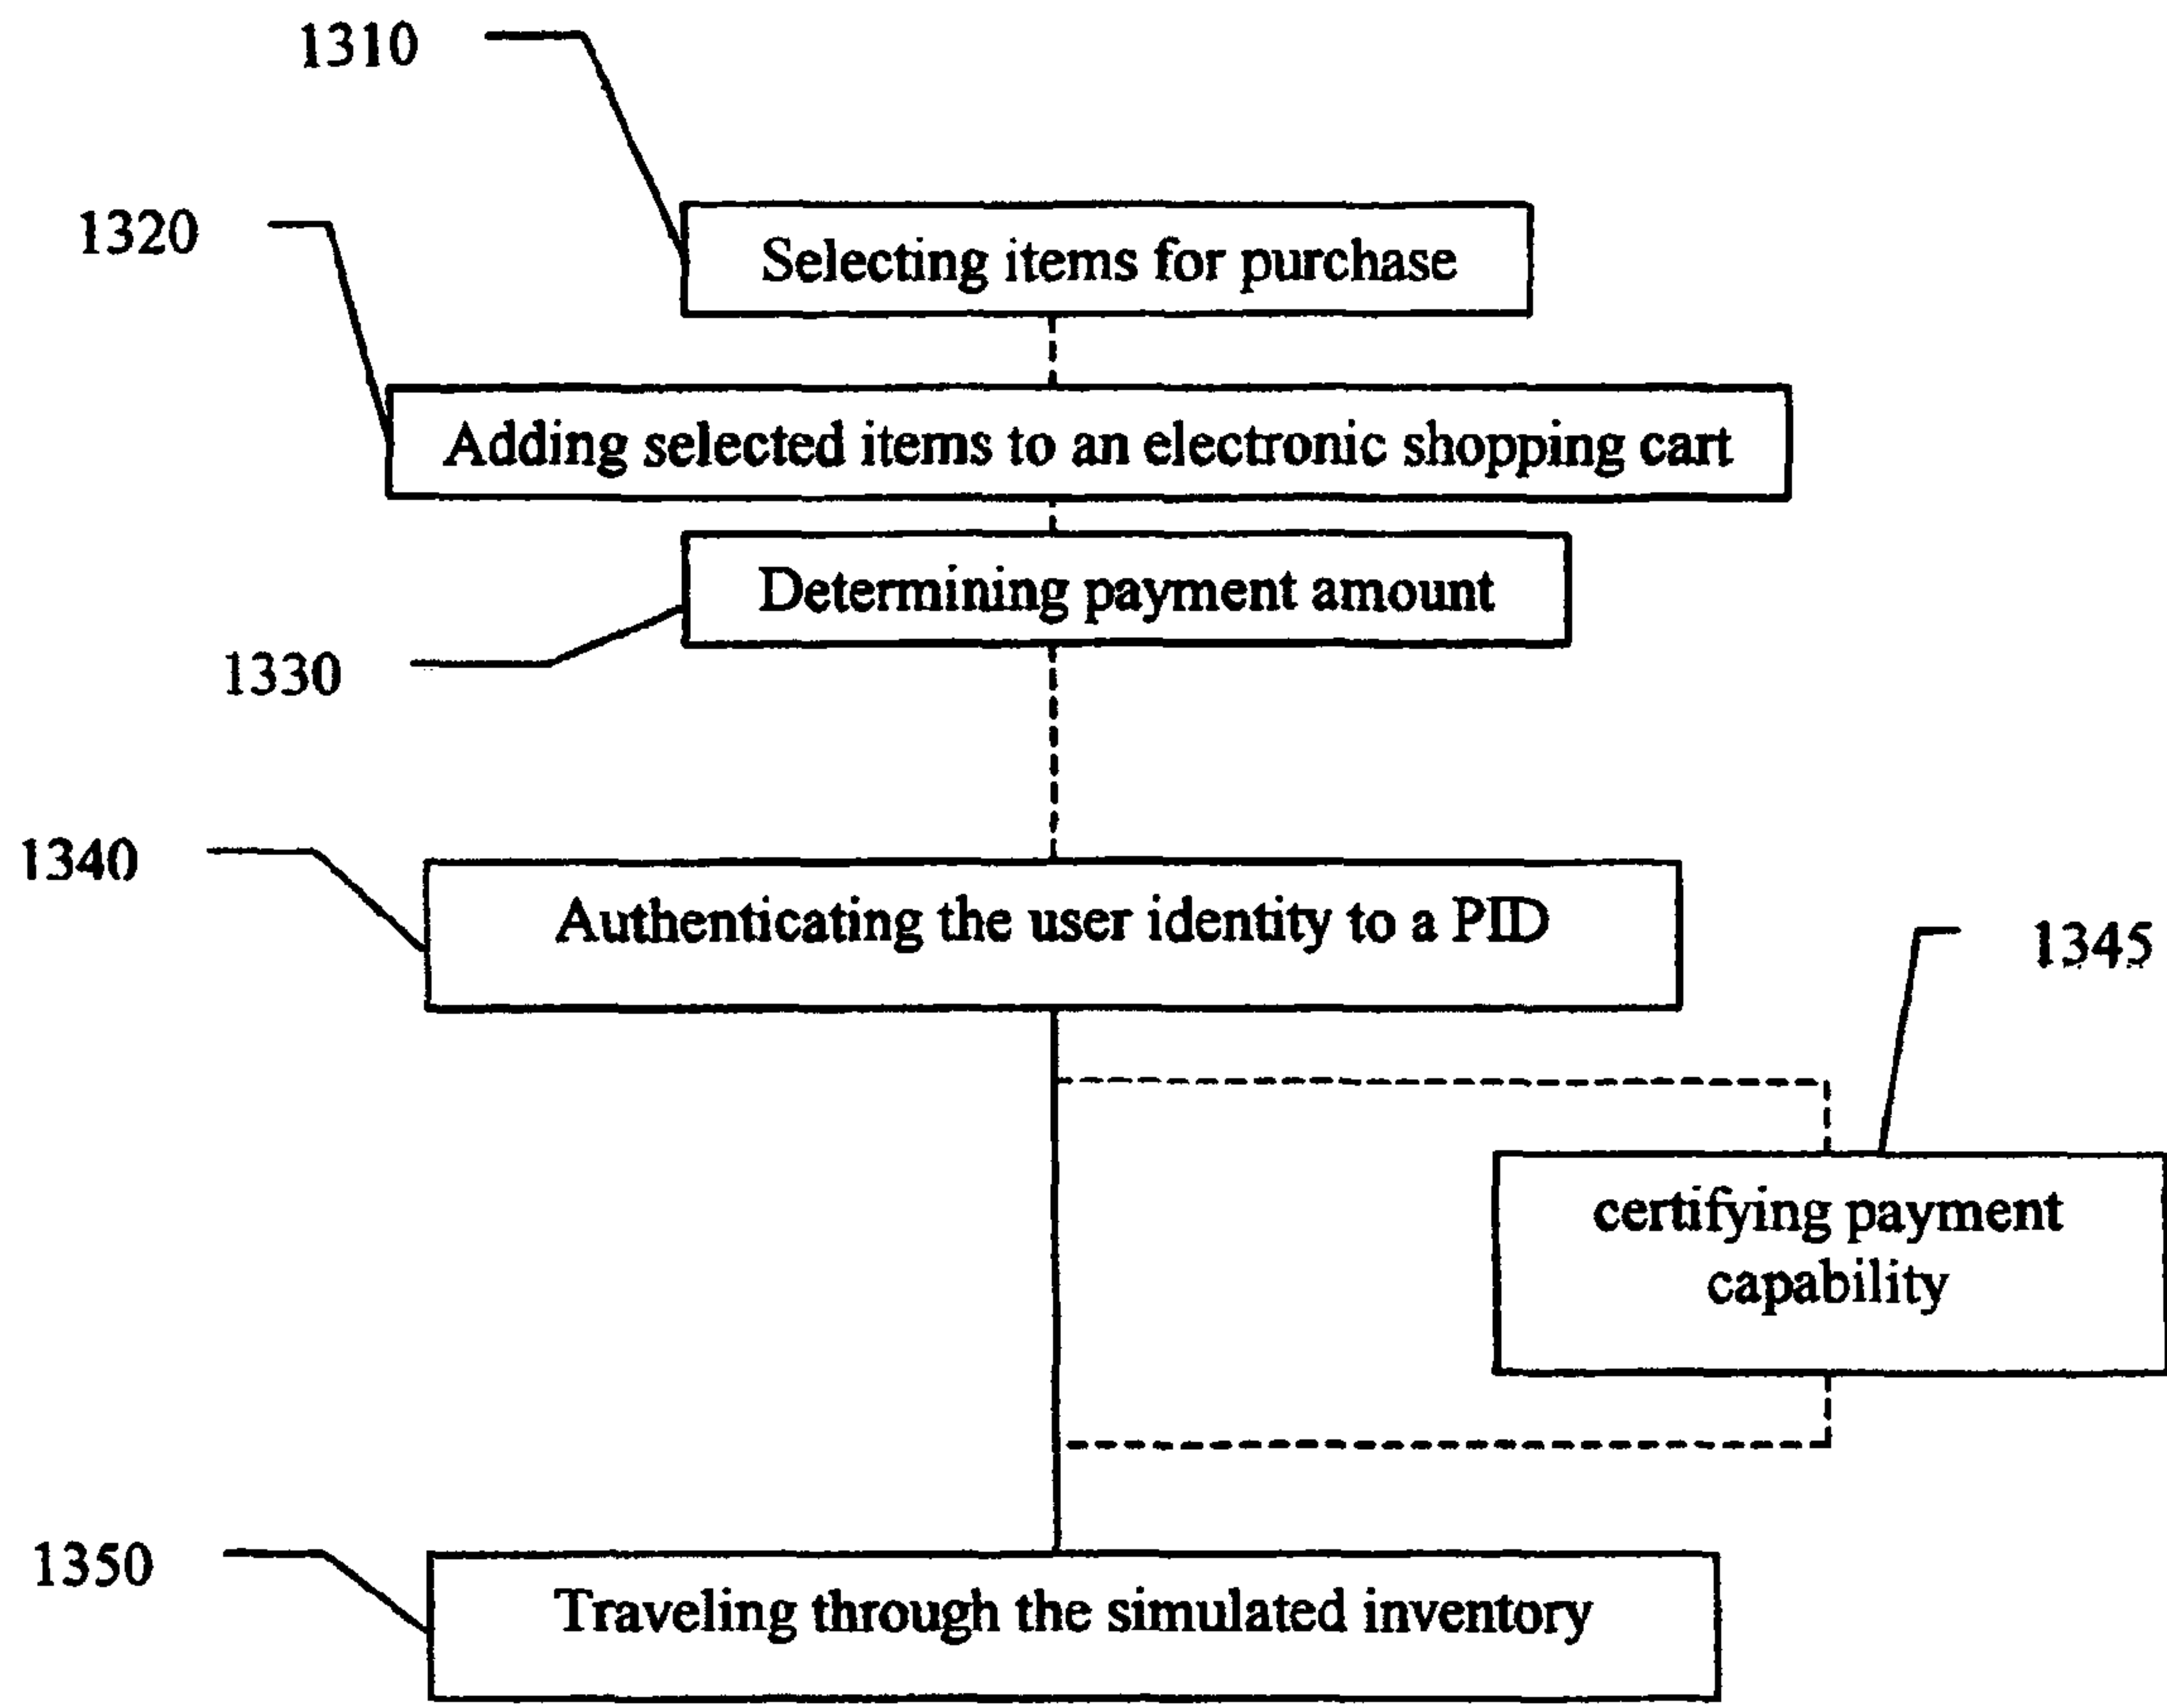 1310
Selecting items for purchase
1320
Adding selected items to an electronic shopping cart
Determining payment amount
1330
1340
Authenticating the user identity to a PID
1345
certifying payment
capability
1350
Traveling through the simulated inventory